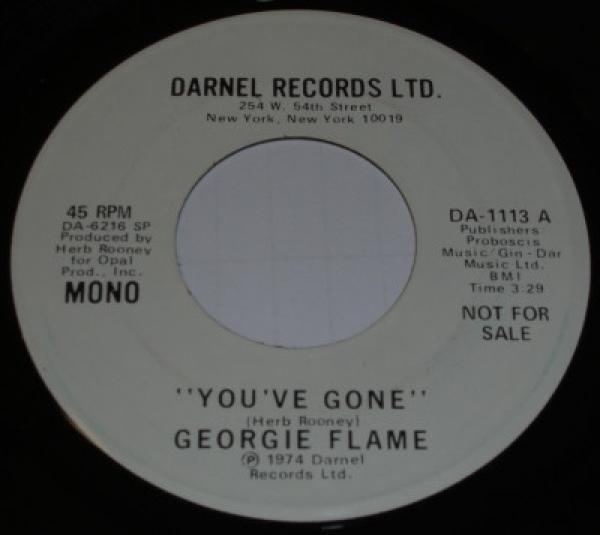 DARNEL RECORDS LTD.
254 W. 54th Street
New York, New York 10019
45 RPM
DA-6216 SP
Produced by
Herb Rooney
for Opal
Prod., Inc.
MONO
DA-1113 A
Publishers
Proboscis
Music/Gin-Dar
Music Ltd.
BMI
Time 3:29
NOT FOR
SALE
"YOU'VE GONE"
(Herb Rooney)
GEORGIE FLAME
℗ 1974 Darnel
Records Ltd.